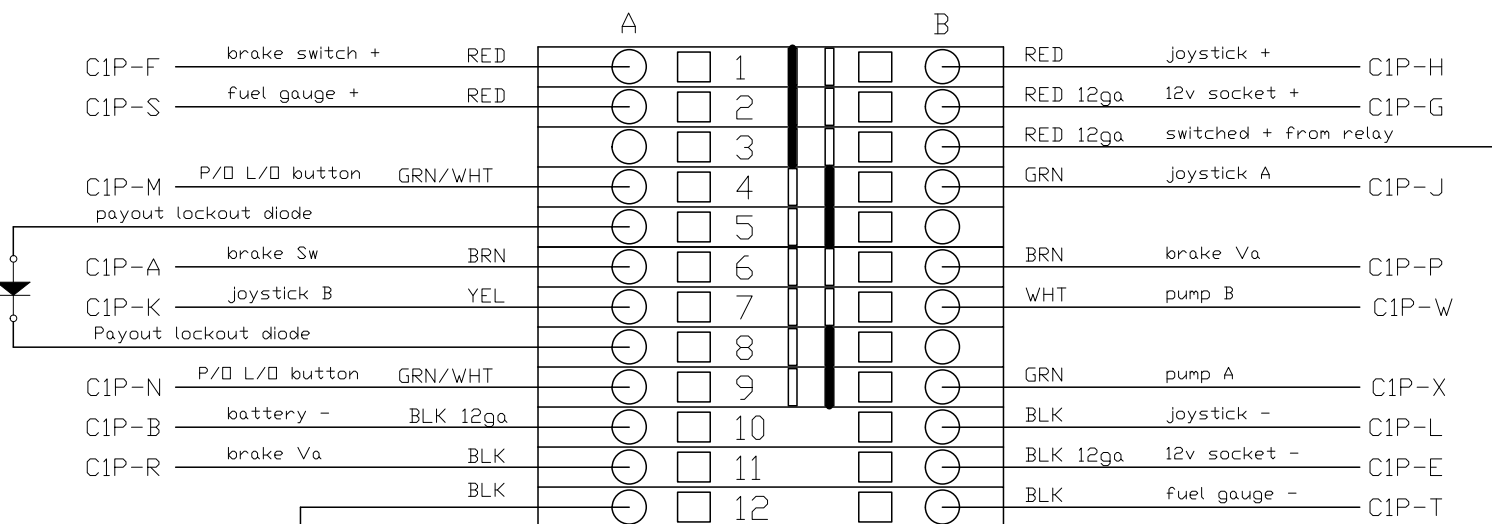 A B
C1P-F brake switch + RED 1 RED joystick + C1P-H
C1P-S fuel gauge + RED 2 RED 12ga 12v socket + C1P-G
3 RED 12ga switched + from relay
C1P-M P/▯ L/▯ button GRN/WHT 4 GRN joystick A C1P-J
payout lockout diode 5
C1P-A brake Sw BRN 6 BRN brake Va C1P-P
C1P-K joystick B YEL 7 WHT pump B C1P-W
Payout lockout diode 8
C1P-N P/▯ L/▯ button GRN/WHT 9 GRN pump A C1P-X
C1P-B battery - BLK 12ga 10 BLK joystick - C1P-L
C1P-R brake Va BLK 11 BLK 12ga 12v socket - C1P-E
BLK 12 BLK fuel gauge - C1P-T